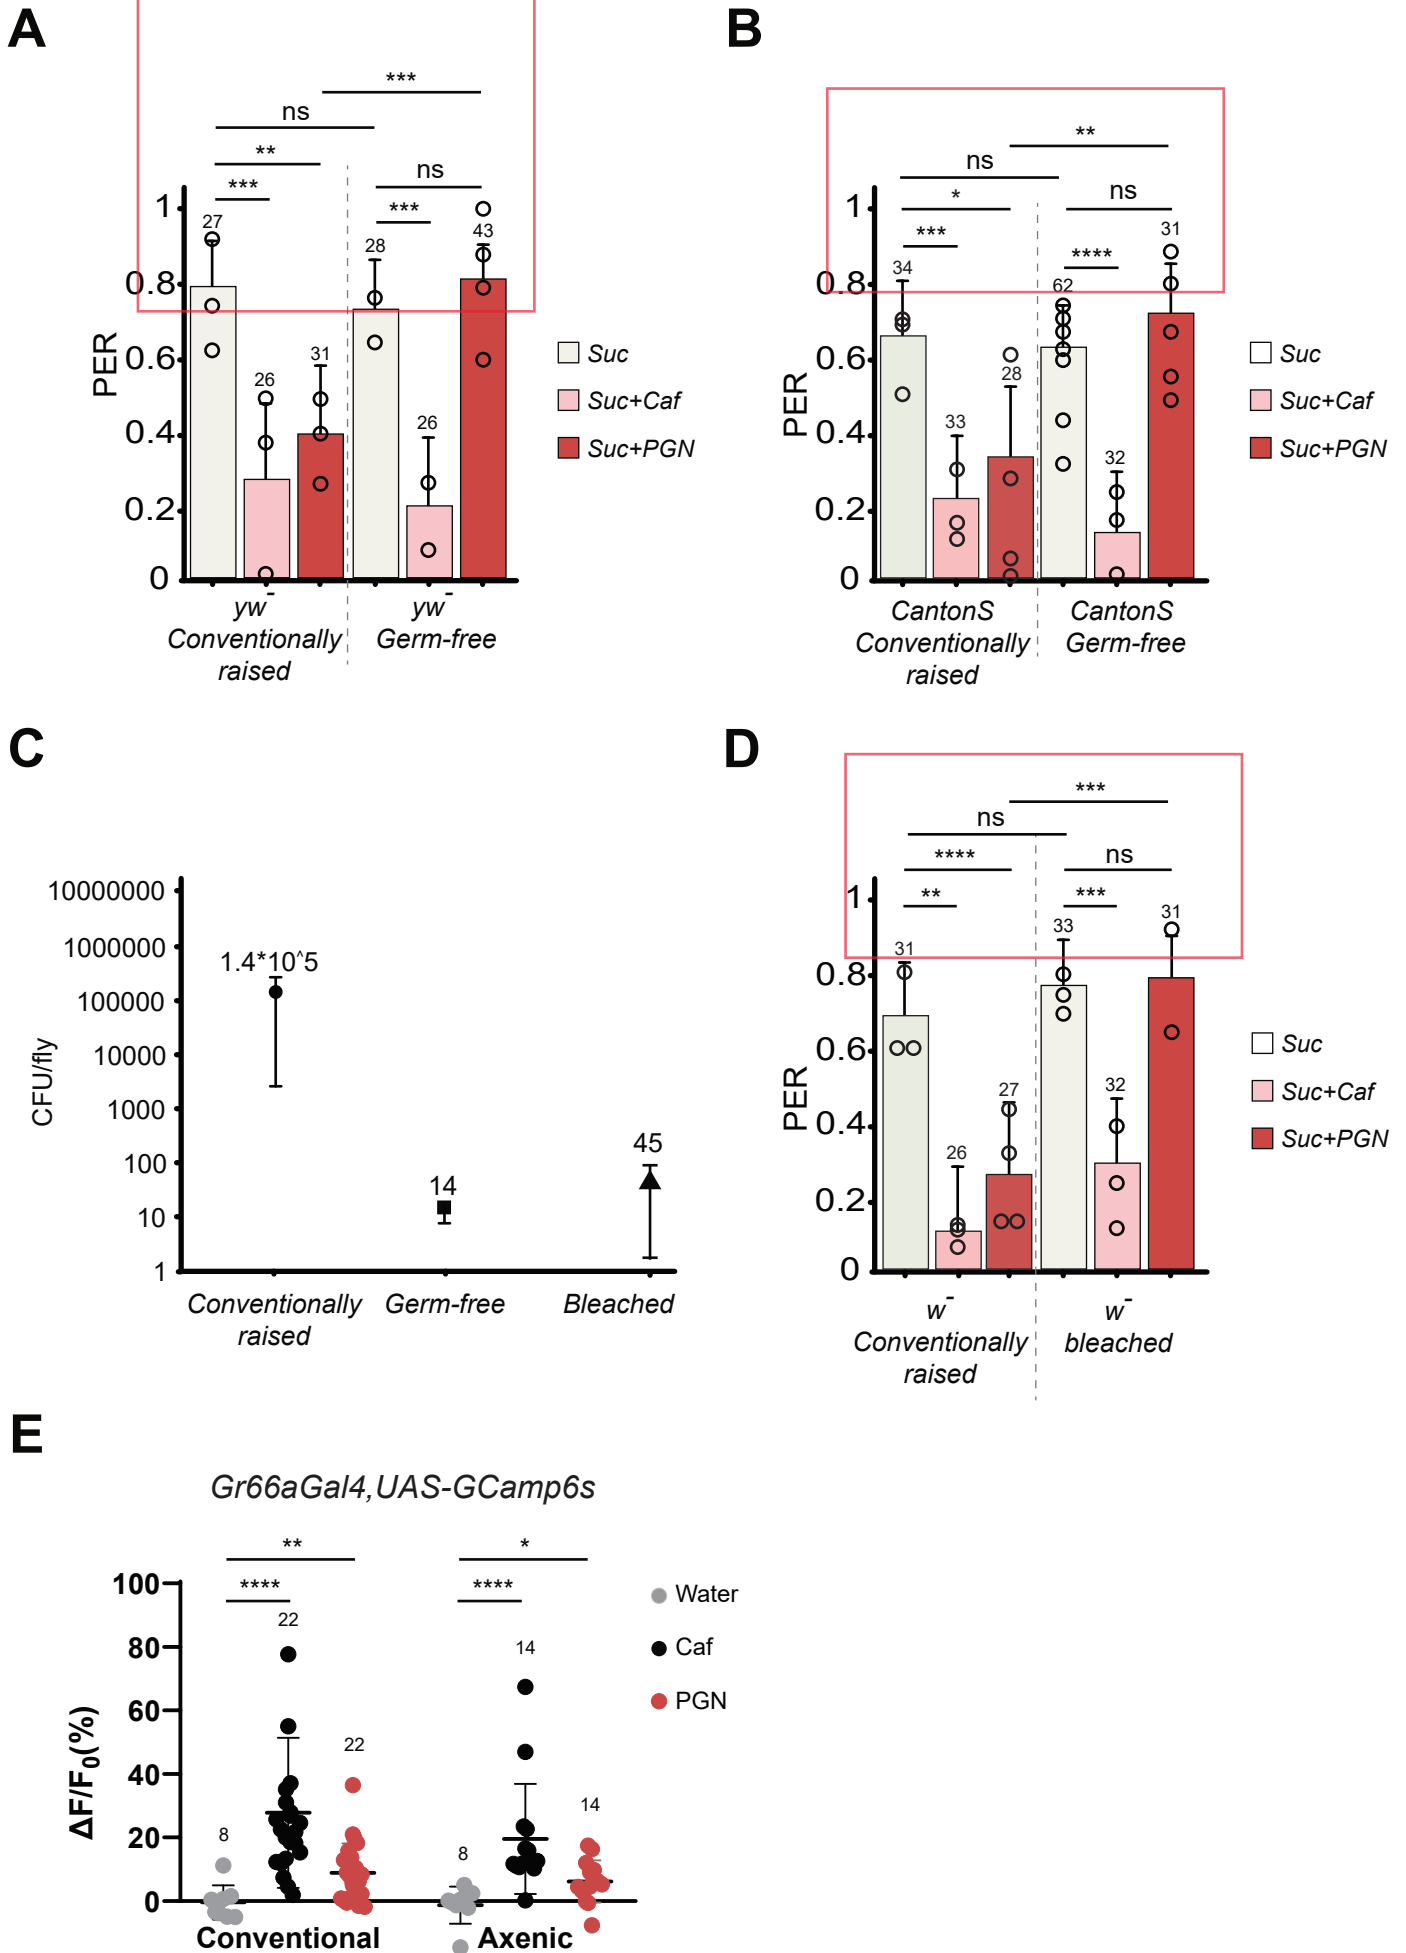 A
***
ns
**
***
ns
***
1
0.8
0.6
0.4
0.2
0
PER
27
26
31
28
26
43
Suc
Suc+Caf
Suc+PGN
yw-
Conventionally
raised
yw-
Germ-free
B
**
ns
*
***
ns
****
1
0.8
0.6
0.4
0.2
0
PER
34
33
28
62
32
31
Suc
Suc+Caf
Suc+PGN
CantonS
Conventionally
raised
CantonS
Germ-free
C
10000000
1000000
100000
10000
1000
100
10
1
CFU/fly
1.4*10^5
14
45
Conventionally
raised
Germ-free
Bleached
D
***
ns
****
**
ns
***
1
0.8
0.6
0.4
0.2
0
PER
31
26
27
33
32
31
Suc
Suc+Caf
Suc+PGN
w-
Conventionally
raised
w-
bleached
E
Gr66aGal4,UAS-GCamp6s
**
****
*
****
100
80
60
40
20
0
ΔF/F0(%)
8
22
22
8
14
14
Water
Caf
PGN
Conventional
Axenic